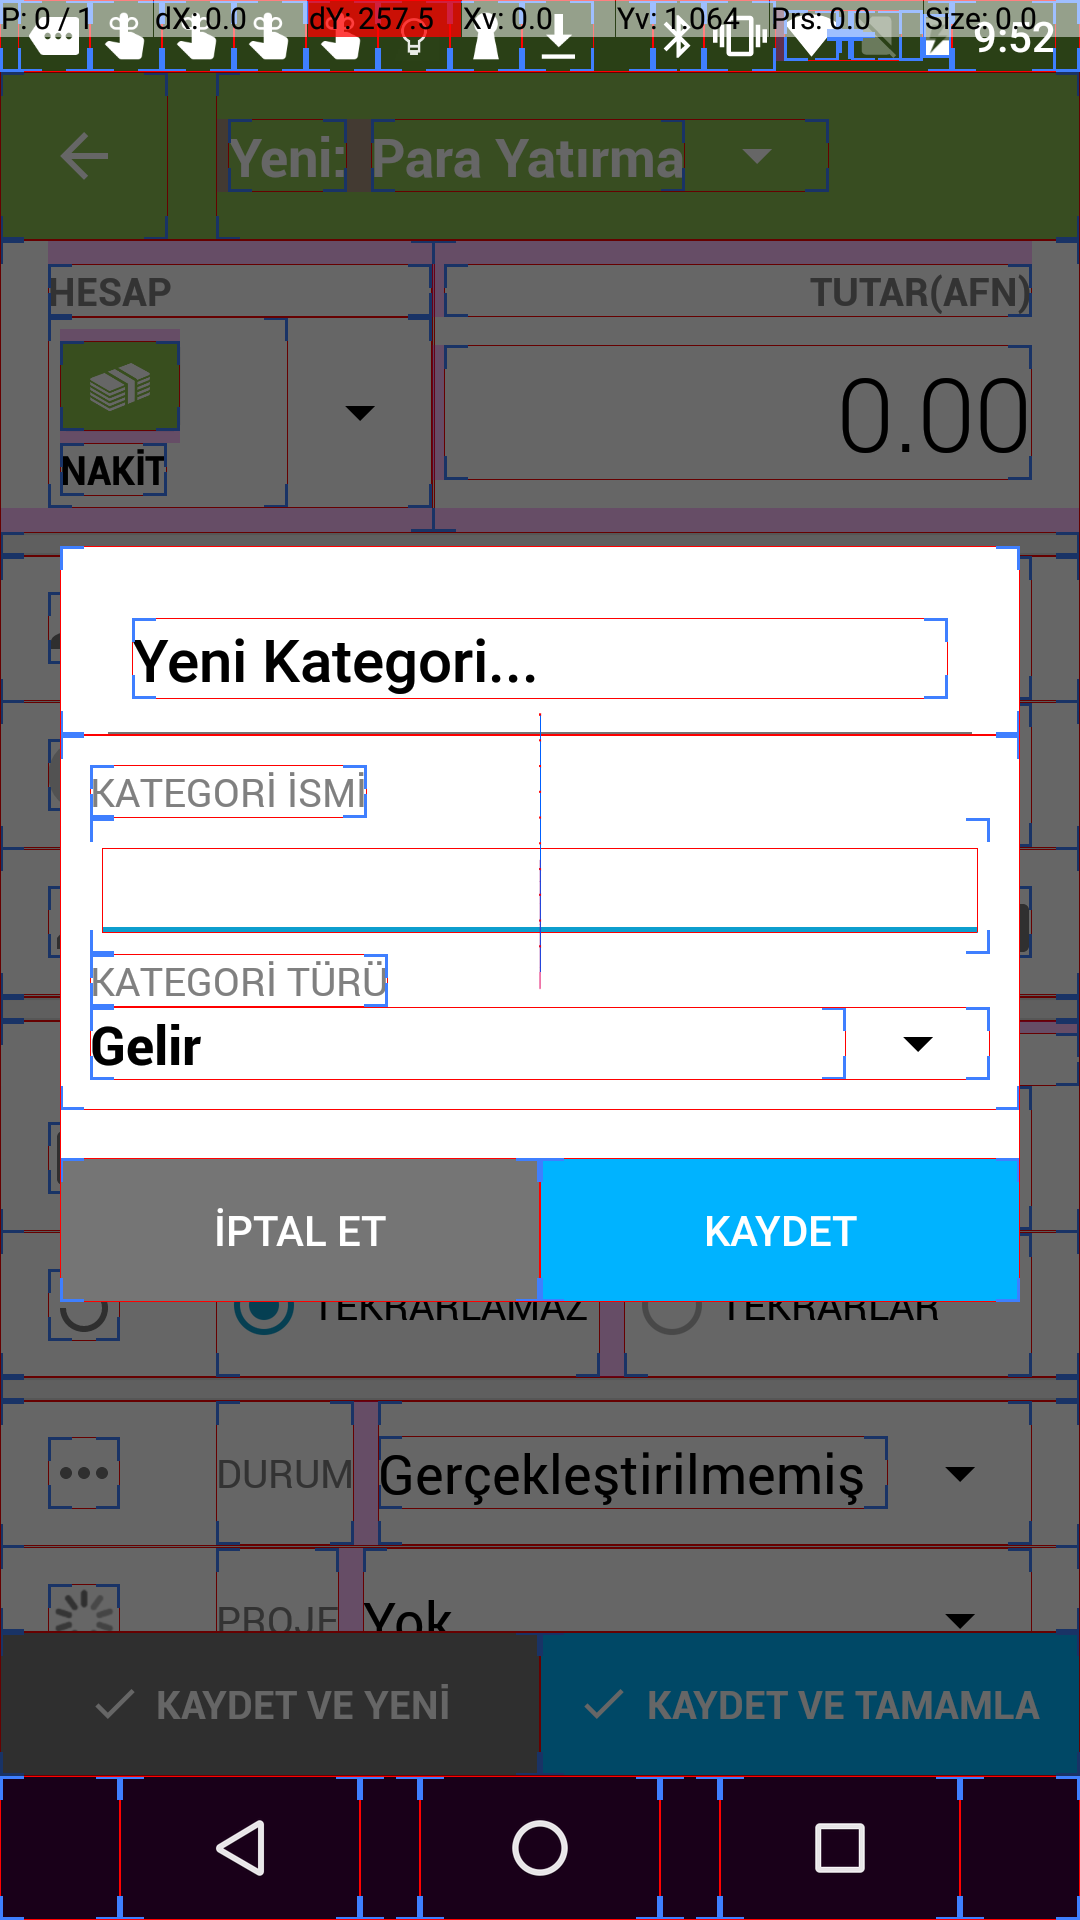 P: 0 / 1 dX: 0.0 dY: 257.5 Xv: 0.0 Yv: 1.064 Prs: 0.0 Size: 0.0
9:52
Yeni: Para Yatırma
HESAP TUTAR(AFN)
0.00
NAKİT
Yeni Kategori...
KATEGORİ İSMİ
KATEGORİ TÜRÜ
Gelir
İPTAL ET KAYDET
TEKRARLAMAZ TEKRARLAR
DURUM Gerçekleştirilmemiş
PROJE Yok
KAYDET VE YENİ KAYDET VE TAMAMLA